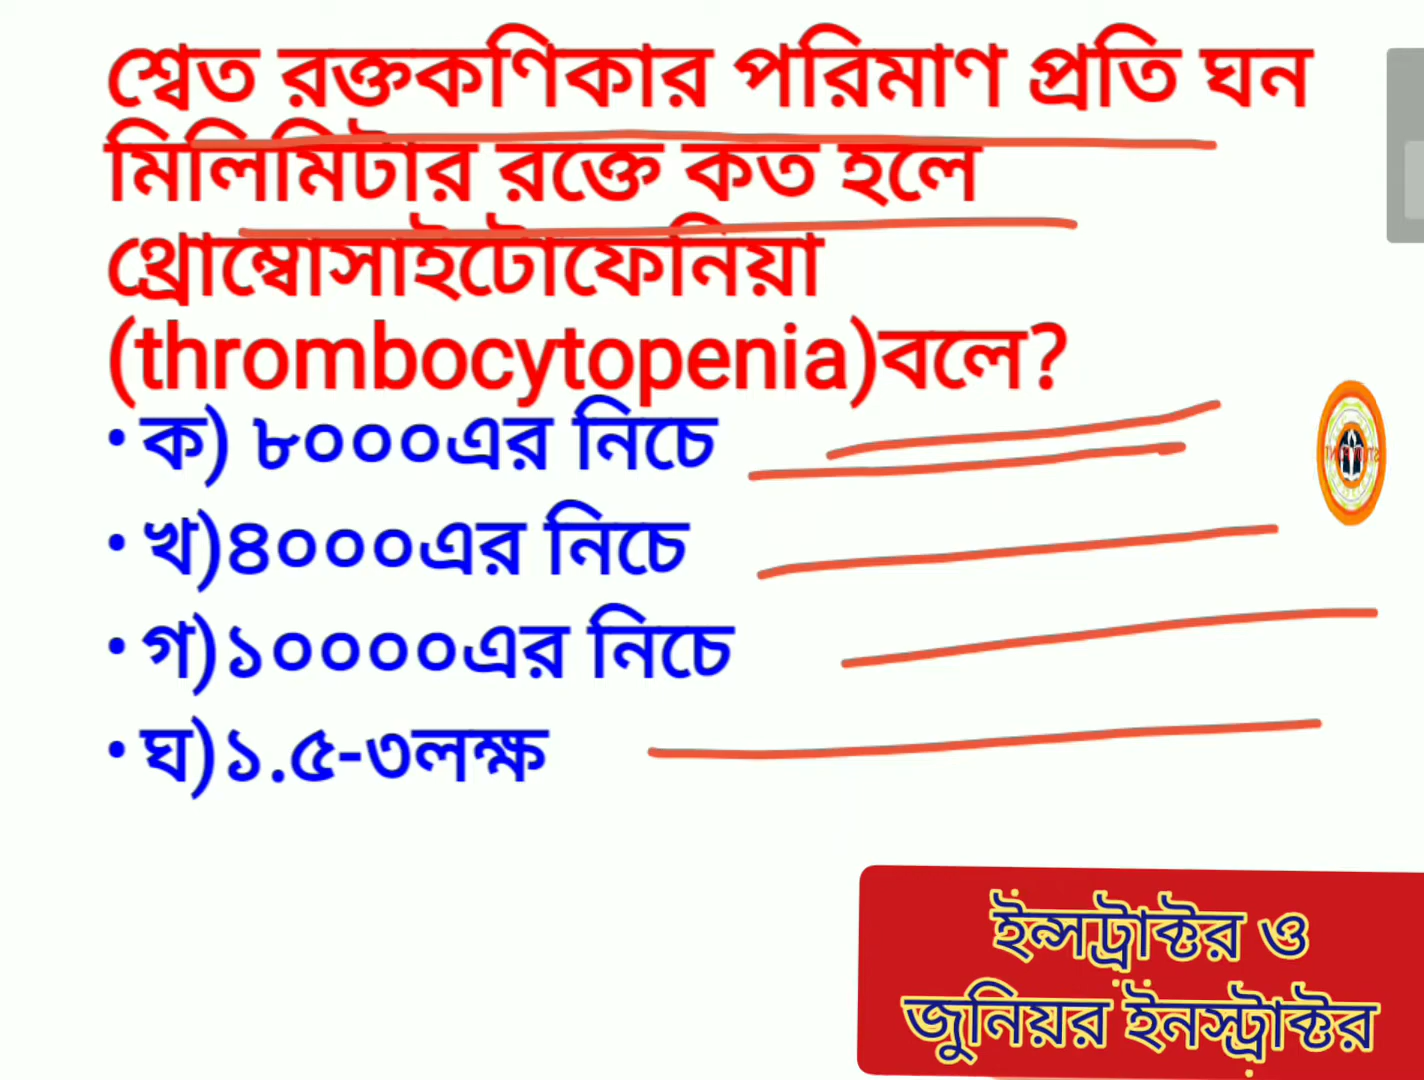 শ্বেত রক্তকণিকার পরিমাণ প্রতি ঘন
মিলিমিটার রক্তে কত হলে
থ্রোম্বোসাইটোফেনিয়া
(thrombocytopenia)বলে?
• ক) ৮০০০এর নিচে
• খ)৪০০০এর নিচে
• গ)১০০০০এর নিচে
• ঘ)১.৫-৩লক্ষ
ইন্সট্রাক্টর ও
জুনিয়র ইনস্ট্রাক্টর